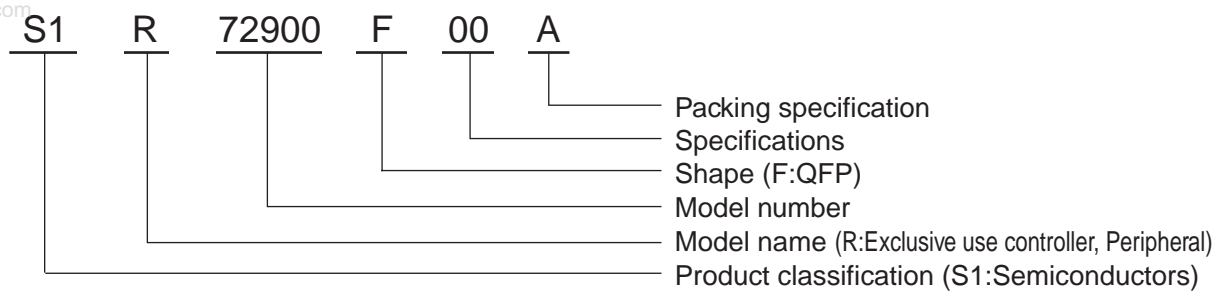 com
S1 R 72900 F 00 A
Packing specification
Specifications
Shape (F:QFP)
Model number
Model name (R:Exclusive use controller, Peripheral)
Product classification (S1:Semiconductors)